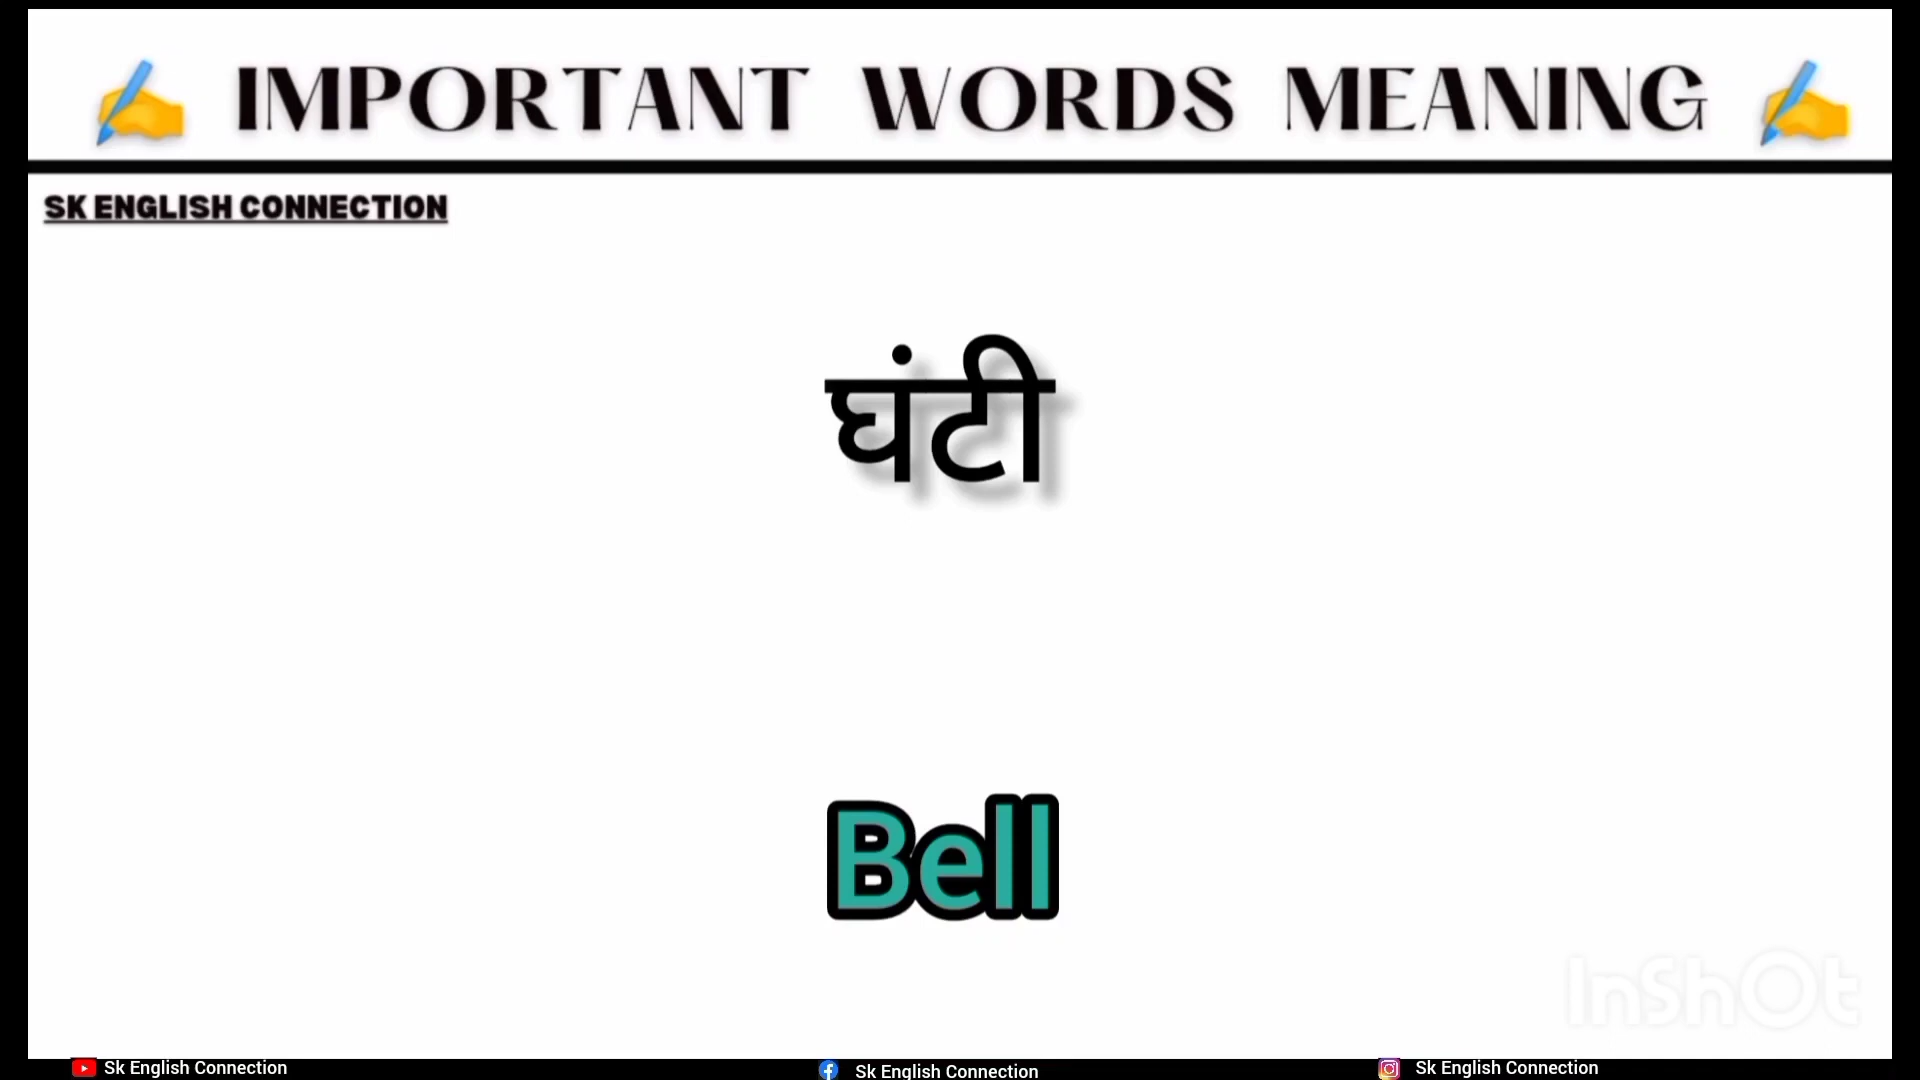 IMPORTANT WORDS MEANING
SK ENGLISH CONNECTION
घंटी
Bell
InShOt
Sk English Connection
Sk English Connection
Sk English Connection